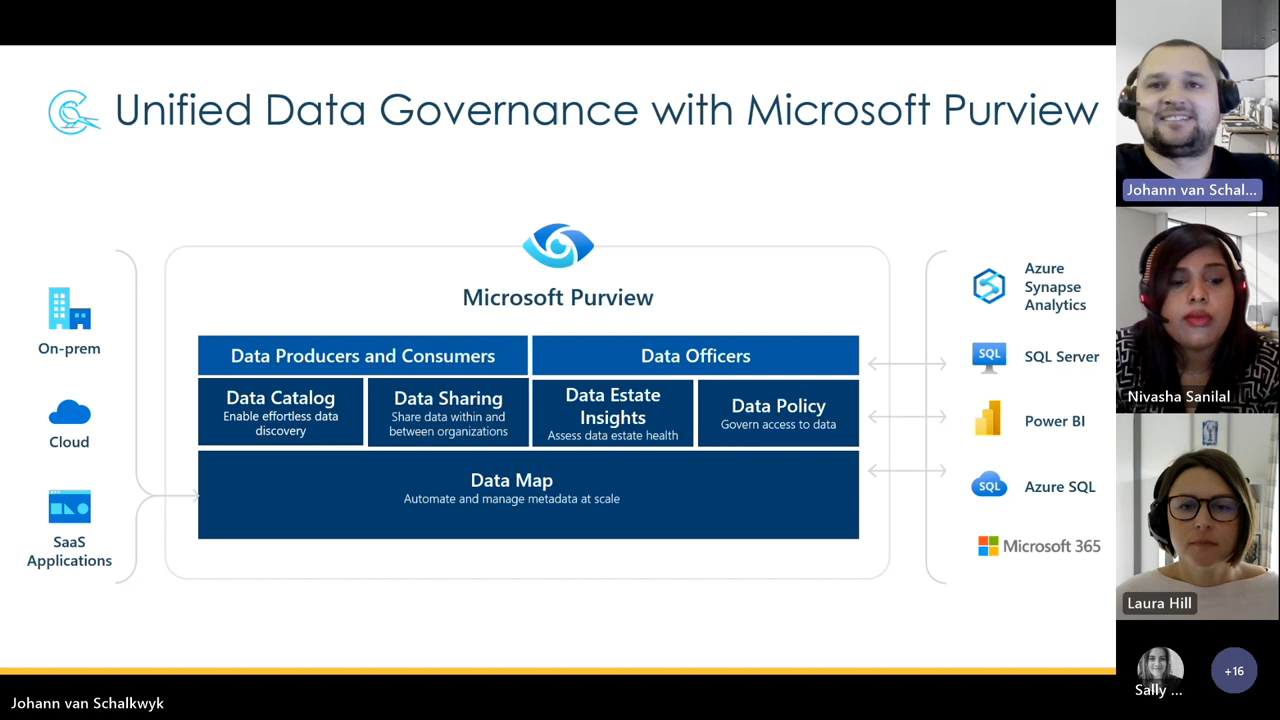 Unified Data Governance with Microsoft Purview
On-prem
Cloud
SaaS
Applications
Microsoft Purview
Data Producers and Consumers
Data Officers
Data Catalog
Enable effortless data
discovery
Data Sharing
Share data within and
between organizations
Data Estate
Insights
Assess data estate health
Data Policy
Govern access to data
Data Map
Automate and manage metadata at scale
Azure
Synapse
Analytics
SQL
SQL Server
Power BI
SQL
Azure SQL
Microsoft 365
Johann van Schal...
Nivasha Sanilal
Laura Hill
Sally ...
+16
Johann van Schalkwyk